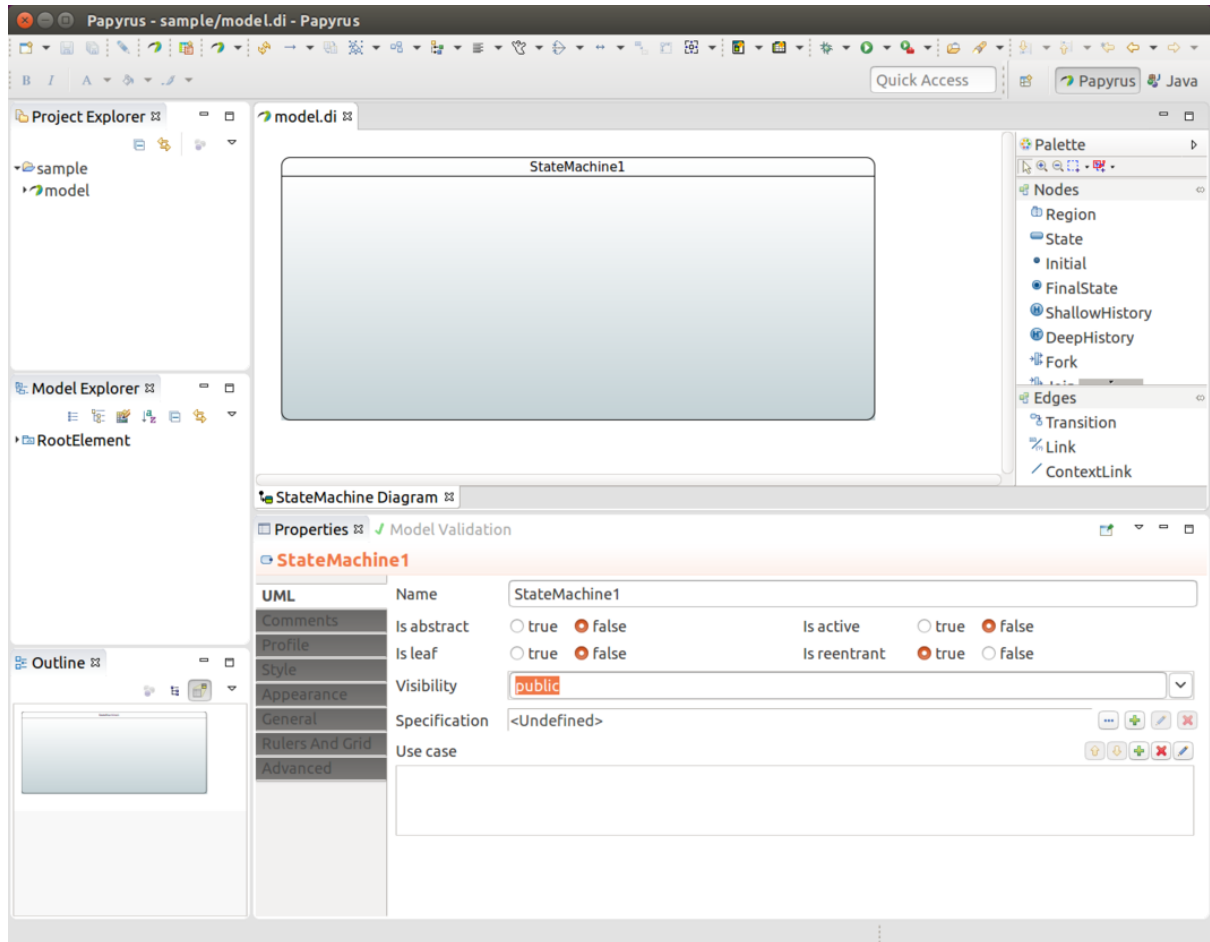 Papyrus - sample/model.di - Papyrus
B I A
Quick Access
Papyrus
Java
Project Explorer
sample
model
model.di
StateMachine1
Palette
Nodes
Region
State
Initial
FinalState
ShallowHistory
DeepHistory
Fork
Edges
Transition
Link
ContextLink
Model Explorer
RootElement
StateMachine Diagram
Properties
Model Validation
StateMachine1
UML
Comments
Profile
Style
Appearance
General
Rulers And Grid
Advanced
Name StateMachine1
Is abstract true false Is active true false
Is leaf true false Is reentrant true false
Visibility public
Specification <Undefined>
Use case
Outline